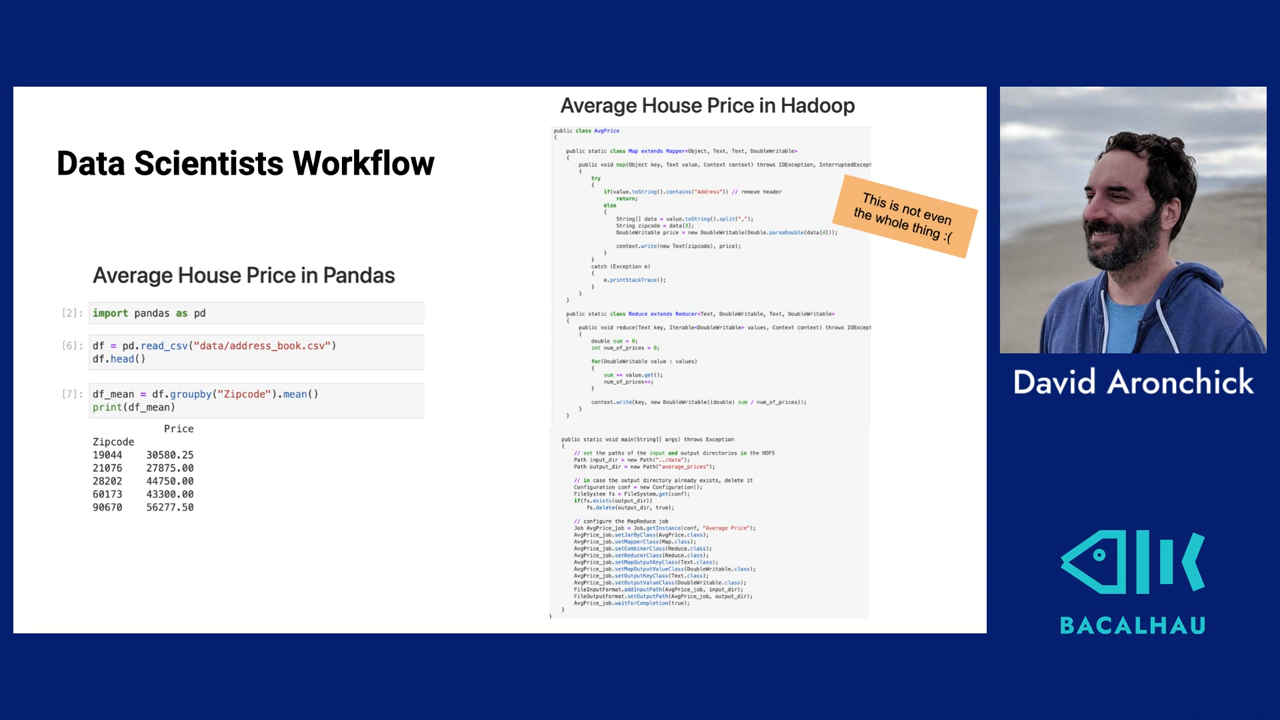 Data Scientists Workflow
Average House Price in Pandas
[2]: import pandas as pd
[6]: df = pd.read_csv("data/address_book.csv")
df.head()
[7]: df_mean = df.groupby("Zipcode").mean()
print(df_mean)
Price
Zipcode
19044 30580.25
21076 27875.00
28202 44750.00
60173 43300.00
90670 56277.50
Average House Price in Hadoop
public class AvgPrice
{
public static class Map extends Mapper<Object, Text, Text, DoubleWritable>
{
public void map(Object key, Text value, Context context) throws IOException, InterruptedExcept
{
try
{
if(value.toString().contains("Address")) // remove header
return;
else
{
String[] data = value.toString().split(",");
String zipcode = data[3];
DoubleWritable price = new DoubleWritable(Double.parseDouble(data[4]));
context.write(new Text(zipcode), price);
}
}
catch (Exception e)
{
e.printStackTrace();
}
}
}
public static class Reduce extends Reducer<Text, DoubleWritable, Text, DoubleWritable>
{
public void reduce(Text key, Iterable<DoubleWritable> values, Context context) throws IOExcept
{
double sum = 0;
int num_of_prices = 0;
for(DoubleWritable value : values)
{
sum += value.get();
num_of_prices++;
}
context.write(key, new DoubleWritable((double) sum / num_of_prices));
}
}
public static void main(String[] args) throws Exception
{
// set the paths of the input and output directories in the HDFS
Path input_dir = new Path("../data");
Path output_dir = new Path("average_prices");
// in case the output directory already exists, delete it
Configuration conf = new Configuration();
FileSystem fs = FileSystem.get(conf);
if(fs.exists(output_dir))
fs.delete(output_dir, true);
// configure the MapReduce job
Job AvgPrice_job = Job.getInstance(conf, "Average Price");
AvgPrice_job.setJarByClass(AvgPrice.class);
AvgPrice_job.setMapperClass(Map.class);
AvgPrice_job.setCombinerClass(Reduce.class);
AvgPrice_job.setReducerClass(Reduce.class);
AvgPrice_job.setMapOutputKeyClass(Text.class);
AvgPrice_job.setMapOutputValueClass(DoubleWritable.class);
AvgPrice_job.setOutputKeyClass(Text.class);
AvgPrice_job.setOutputValueClass(DoubleWritable.class);
FileInputFormat.addInputPath(AvgPrice_job, input_dir);
FileOutputFormat.setOutputPath(AvgPrice_job, output_dir);
AvgPrice_job.waitForCompletion(true);
}
}
This is not even
the whole thing :(
David Aronchick
BACALHAU